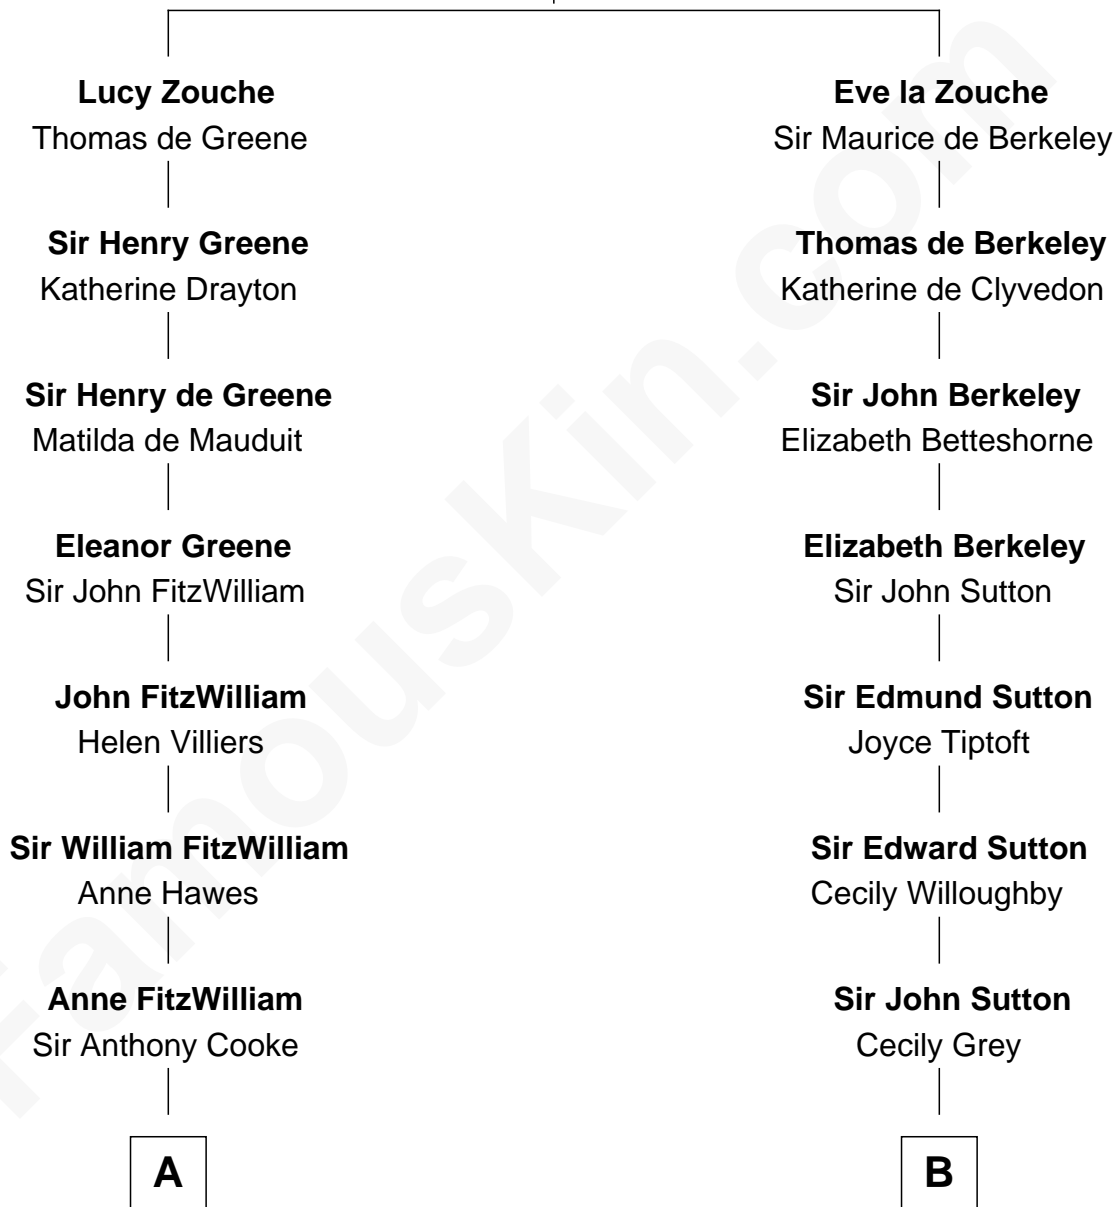 Lucy Zouche
Thomas de Greene
Sir Henry Greene
Katherine Drayton
Sir Henry de Greene
Matilda de Mauduit
Eleanor Greene
Sir John FitzWilliam
John FitzWilliam
Helen Villiers
Sir William FitzWilliam
Anne Hawes
Anne FitzWilliam
Sir Anthony Cooke
A
Eve la Zouche
Sir Maurice de Berkeley
Thomas de Berkeley
Katherine de Clyvedon
Sir John Berkeley
Elizabeth Betteshorne
Elizabeth Berkeley
Sir John Sutton
Sir Edmund Sutton
Joyce Tiptoft
Sir Edward Sutton
Cecily Willoughby
Sir John Sutton
Cecily Grey
B
FamousKin.com